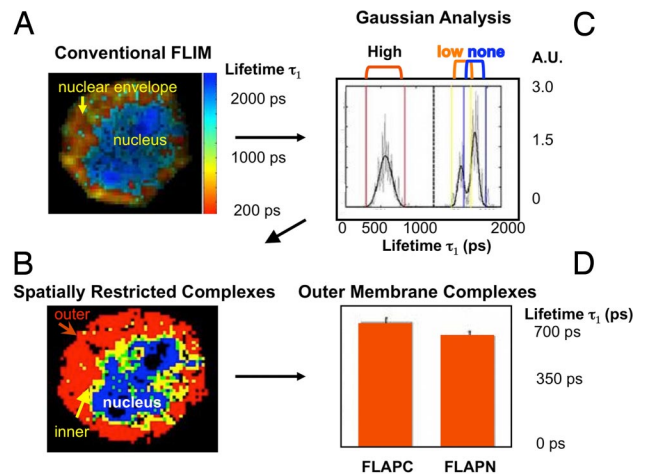 A
Conventional FLIM
Lifetime τ1
nuclear envelope
nucleus
2000 ps
1000 ps
200 ps
Gaussian Analysis
C
High
low
none
A.U.
3.0
1.5
0
0 500 1000 2000
Lifetime τ1 (ps)
B
Spatially Restricted Complexes
outer
nucleus
inner
D
Outer Membrane Complexes
Lifetime τ1 (ps)
700 ps
350 ps
0 ps
FLAPC FLAPN